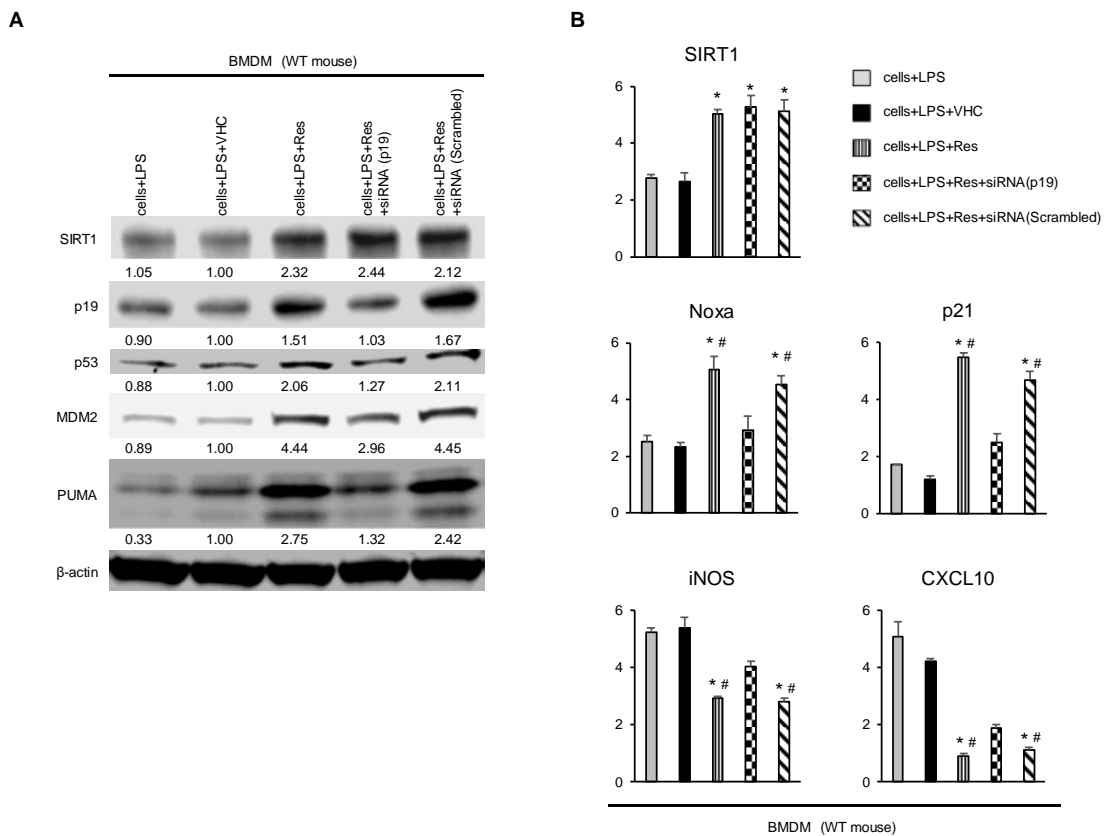 A
BMDM (WT mouse)
cells+LPS
cells+LPS+VHC
cells+LPS+Res
cells+LPS+Res
+siRNA (p19)
cells+LPS+Res
+siRNA (Scrambled)
SIRT1
1.05 1.00 2.32 2.44 2.12
p19
0.90 1.00 1.51 1.03 1.67
p53
0.88 1.00 2.06 1.27 2.11
MDM2
0.89 1.00 4.44 2.96 4.45
PUMA
0.33 1.00 2.75 1.32 2.42
β-actin
B
SIRT1
6
4
2
0
* * *
cells+LPS
cells+LPS+VHC
cells+LPS+Res
cells+LPS+Res+siRNA(p19)
cells+LPS+Res+siRNA(Scrambled)
Noxa
6
4
2
0
* # * #
p21
6
4
2
0
* # * #
iNOS
6
4
2
0
* # * #
CXCL10
6
4
2
0
* # * #
BMDM (WT mouse)